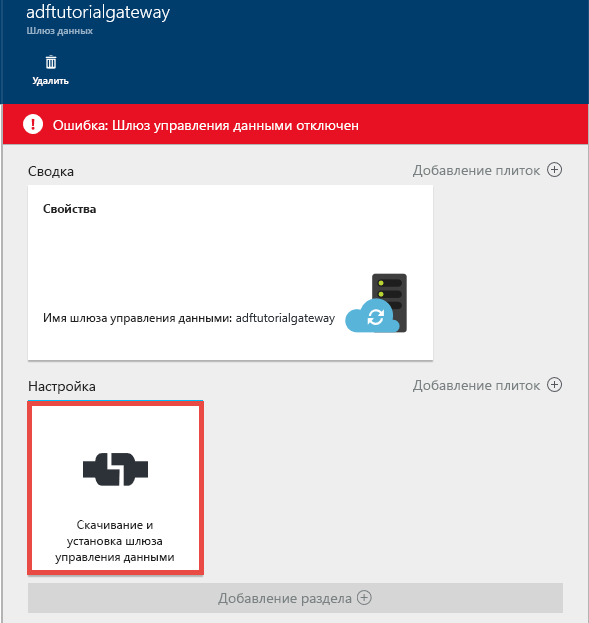 adftutorialgateway
Шлюз данных
Удалить
Ошибка: Шлюз управления данными отключен
Сводка
Добавление плиток
Свойства
Имя шлюза управления данными: adftutorialgateway
Настройка
Добавление плиток
Скачивание и
установка шлюза
управления данными
Добавление раздела